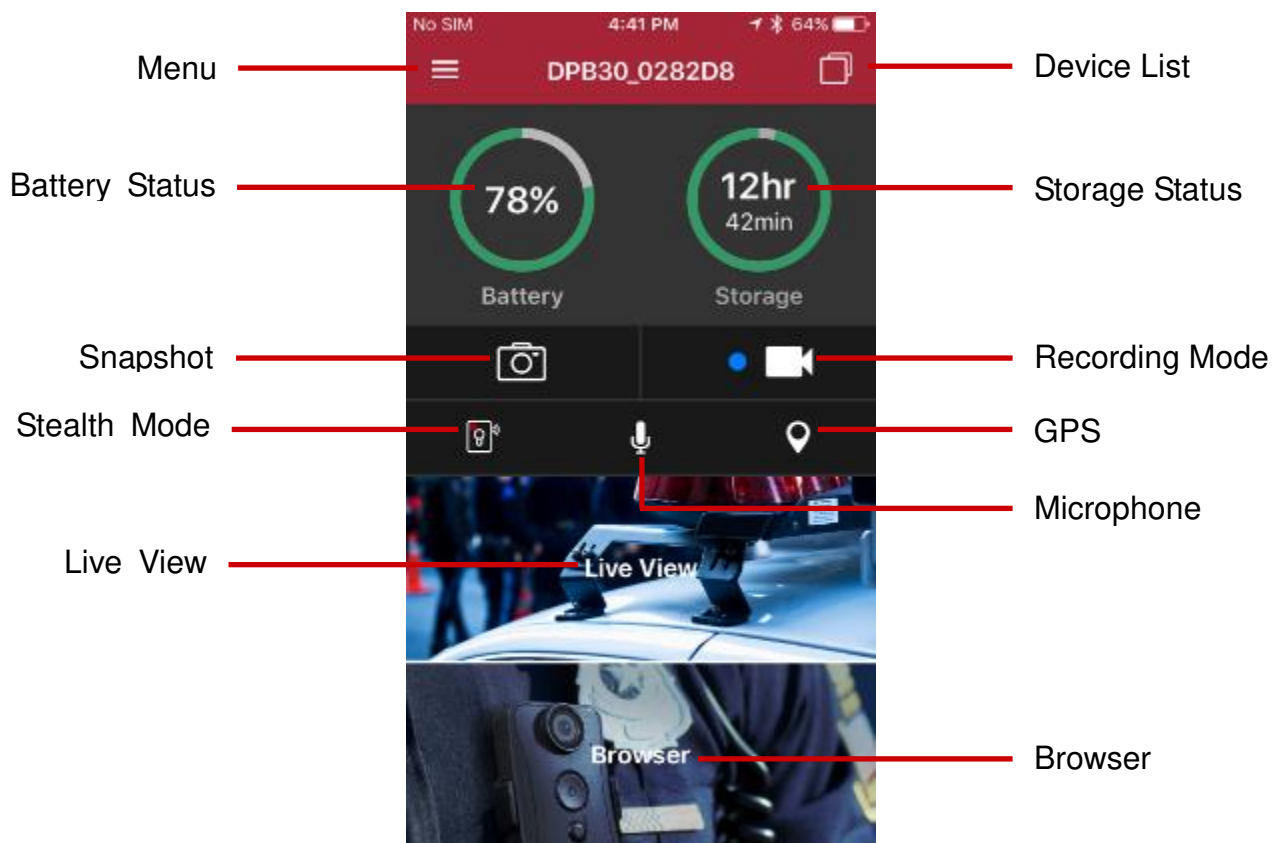 No SIM 4:41 PM 64%
Menu DPB30_0282D8 Device List
Battery Status 78% 12hr Storage Status
42min
Battery Storage
Snapshot Recording Mode
Stealth Mode GPS
Microphone
Live View Live View
Browser Browser